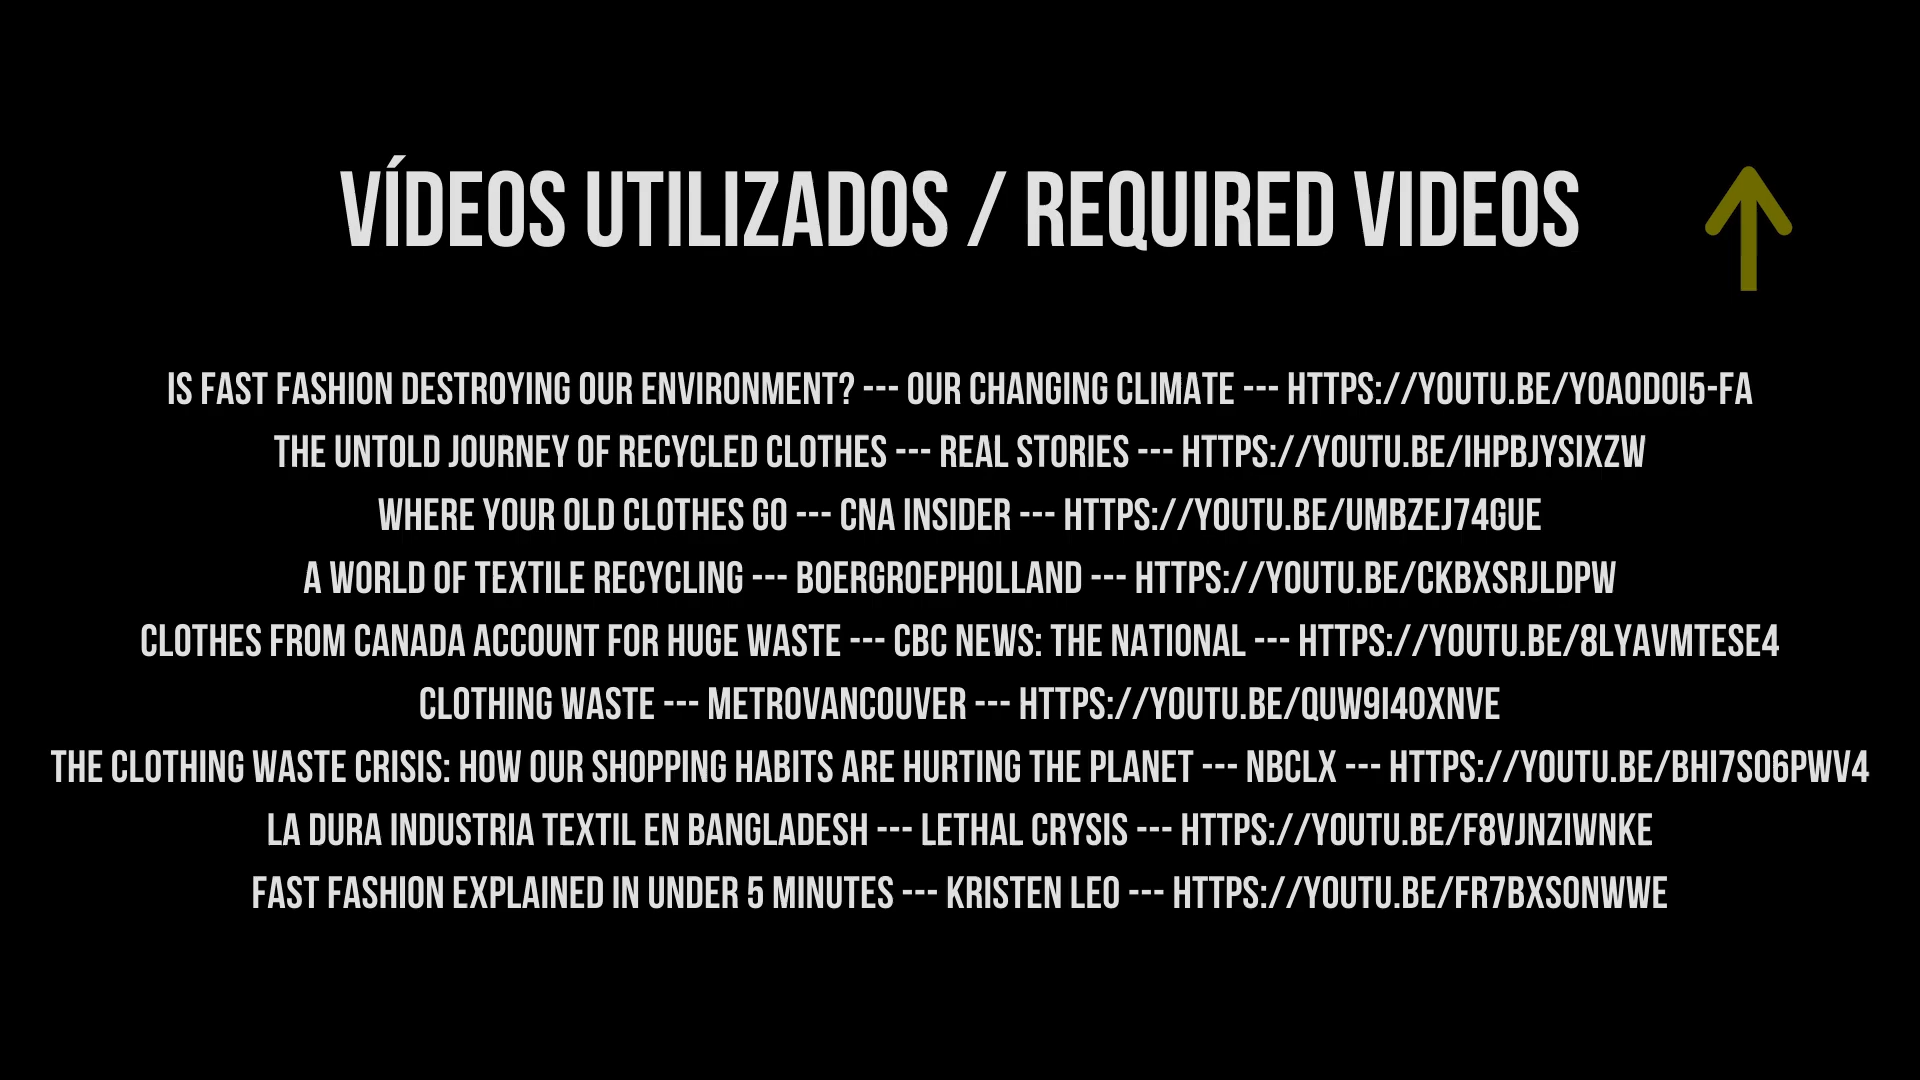 VÍDEOS UTILIZADOS / REQUIRED VIDEOS
IS FAST FASHION DESTROYING OUR ENVIRONMENT? --- OUR CHANGING CLIMATE --- HTTPS://YOUTU.BE/YOAODOI5-FA
THE UNTOLD JOURNEY OF RECYCLED CLOTHES --- REAL STORIES --- HTTPS://YOUTU.BE/IHPBJYSIXZW
WHERE YOUR OLD CLOTHES GO --- CNA INSIDER --- HTTPS://YOUTU.BE/UMBZEJ74GUE
A WORLD OF TEXTILE RECYCLING --- BOERGROEPHOLLAND --- HTTPS://YOUTU.BE/CKBXSRJLDPW
CLOTHES FROM CANADA ACCOUNT FOR HUGE WASTE --- CBC NEWS: THE NATIONAL --- HTTPS://YOUTU.BE/8LYAVMTESE4
CLOTHING WASTE --- METROVANCOUVER --- HTTPS://YOUTU.BE/QUW9I4OXNVE
THE CLOTHING WASTE CRISIS: HOW OUR SHOPPING HABITS ARE HURTING THE PLANET --- NBCLX --- HTTPS://YOUTU.BE/BHI7SO6PWV4
LA DURA INDUSTRIA TEXTIL EN BANGLADESH --- LETHAL CRYSIS --- HTTPS://YOUTU.BE/F8VJNZIWNKE
FAST FASHION EXPLAINED IN UNDER 5 MINUTES --- KRISTEN LEO --- HTTPS://YOUTU.BE/FR7BXSONWWE